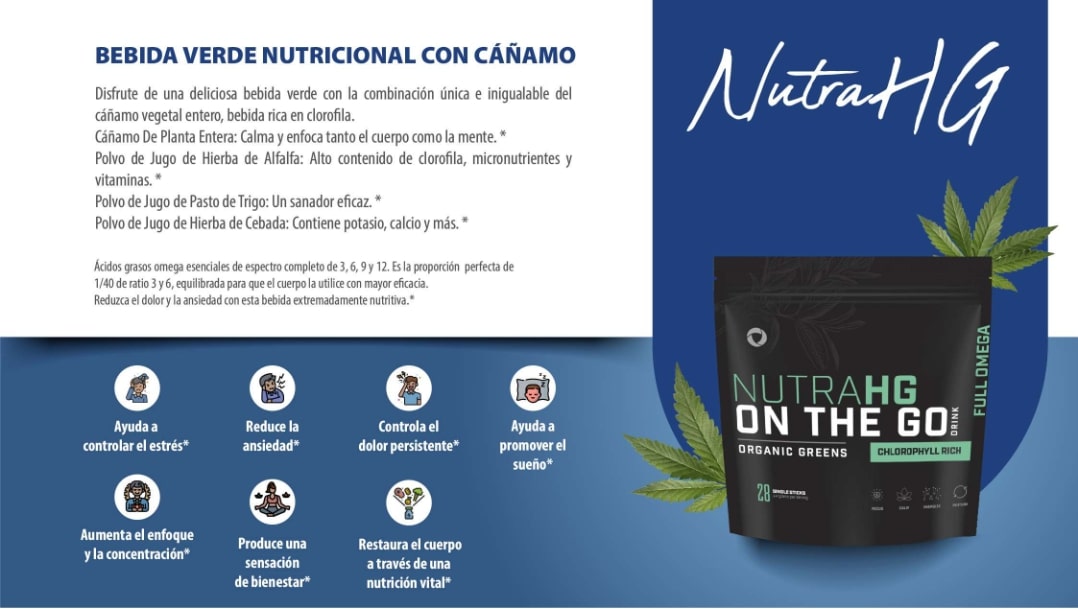 BEBIDA VERDE NUTRICIONAL CON CÁÑAMO
Disfrute de una deliciosa bebida verde con la combinación única e inigualable del
cáñamo vegetal entero, bebida rica en clorofila.
Cáñamo De Planta Entera: Calma y enfoca tanto el cuerpo como la mente. *
Polvo de Jugo de Hierba de Alfalfa: Alto contenido de clorofila, micronutrientes y
vitaminas. *
Polvo de Jugo de Pasto de Trigo: Un sanador eficaz. *
Polvo de Jugo de Hierba de Cebada: Contiene potasio, calcio y más. *
Ácidos grasos omega esenciales de espectro completo de 3, 6, 9 y 12. Es la proporción perfecta de
1/40 de ratio 3 y 6, equilibrada para que el cuerpo la utilice con mayor eficacia.
Reduzca el dolor y la ansiedad con esta bebida extremadamente nutritiva.*
Ayuda a
controlar el estrés*
Reduce la
ansiedad*
Controla el
dolor persistente*
Ayuda a
promover el
sueño*
Aumenta el enfoque
y la concentración*
Produce una
sensación
de bienestar*
Restaura el cuerpo
a través de una
nutrición vital*
NutraHG
NUTRAHG
ON THE GO
DRINK
FULL OMEGA
ORGANIC GREENS
CHLOROPHYLL RICH
28
SINGLE STICKS
FOCUS
CALM